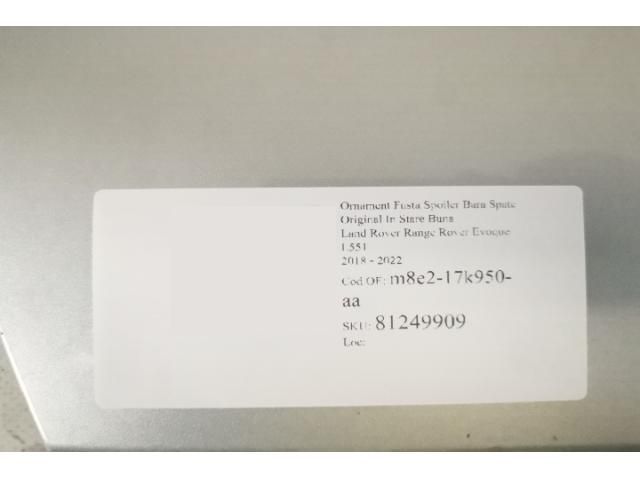 Ornament Fusta Spoiler Bara Spate
Original In Stare Buna
Land Rover Range Rover Evoque
L551
2018 - 2022
Cod OE: m8e2-17k950-
aa
SKU: 81249909
Loc: